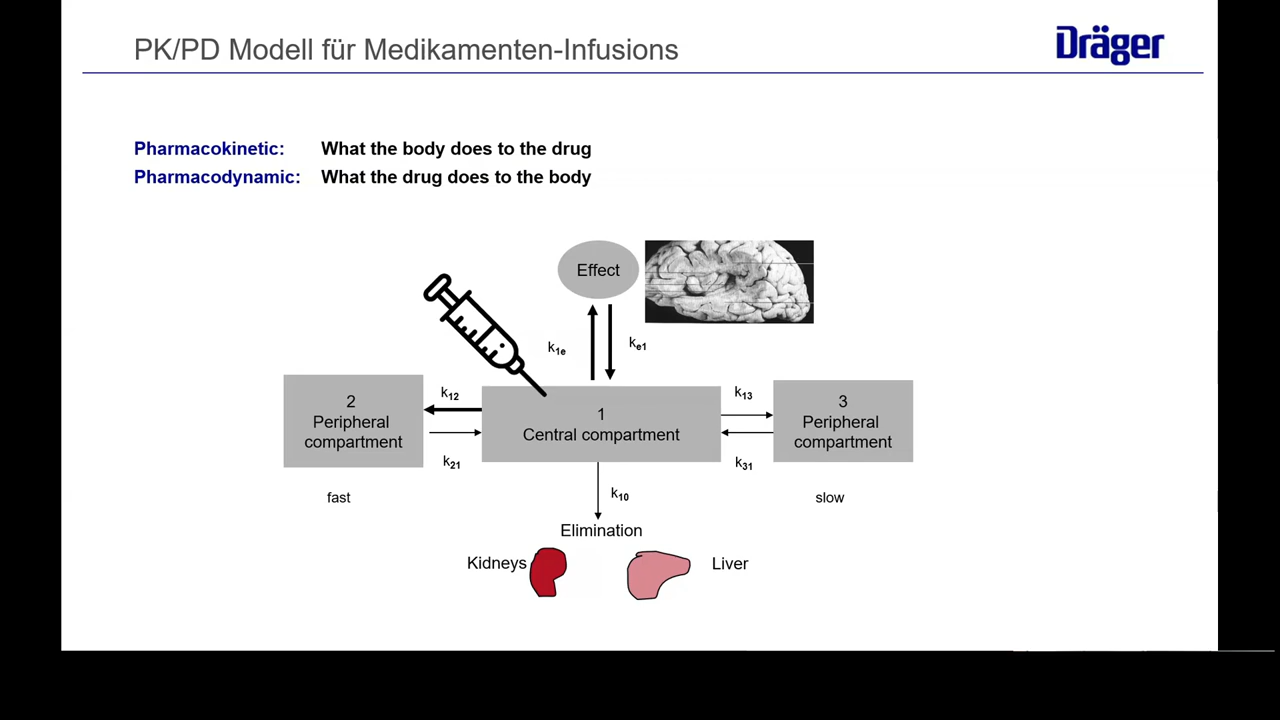 PK/PD Modell für Medikamenten-Infusions
Dräger
Pharmacokinetic: What the body does to the drug
Pharmacodynamic: What the drug does to the body
Effect
k1e
ke1
2
Peripheral
compartment
k12
k21
1
Central compartment
k13
k31
3
Peripheral
compartment
fast
k10
slow
Elimination
Kidneys
Liver